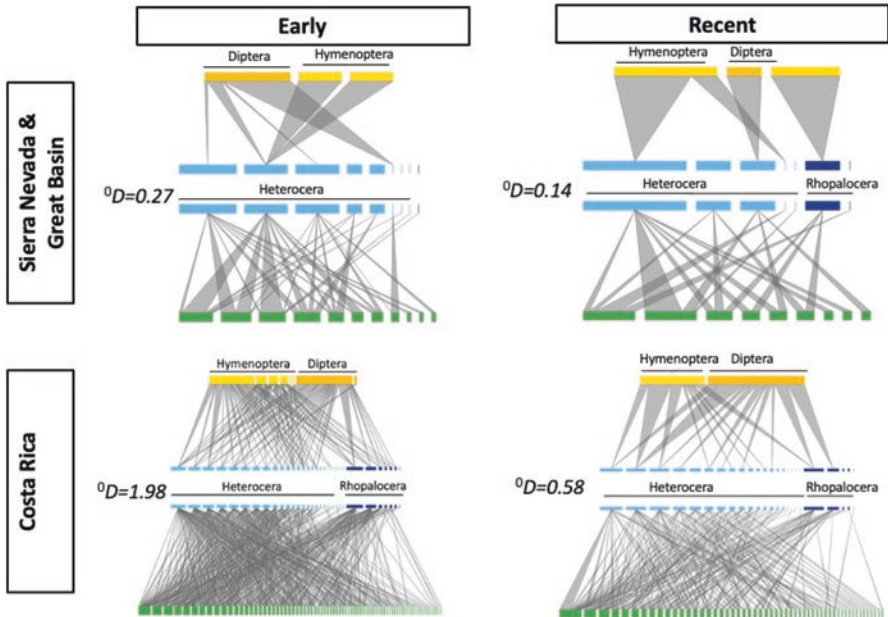 Early
Recent
Sierra Nevada &
Great Basin
Diptera
Hymenoptera
⁰D=0.27
Heterocera
Hymenoptera
Diptera
⁰D=0.14
Heterocera
Rhopalocera
Costa Rica
Hymenoptera
Diptera
⁰D=1.98
Heterocera
Rhopalocera
Hymenoptera
Diptera
⁰D=0.58
Heterocera
Rhopalocera